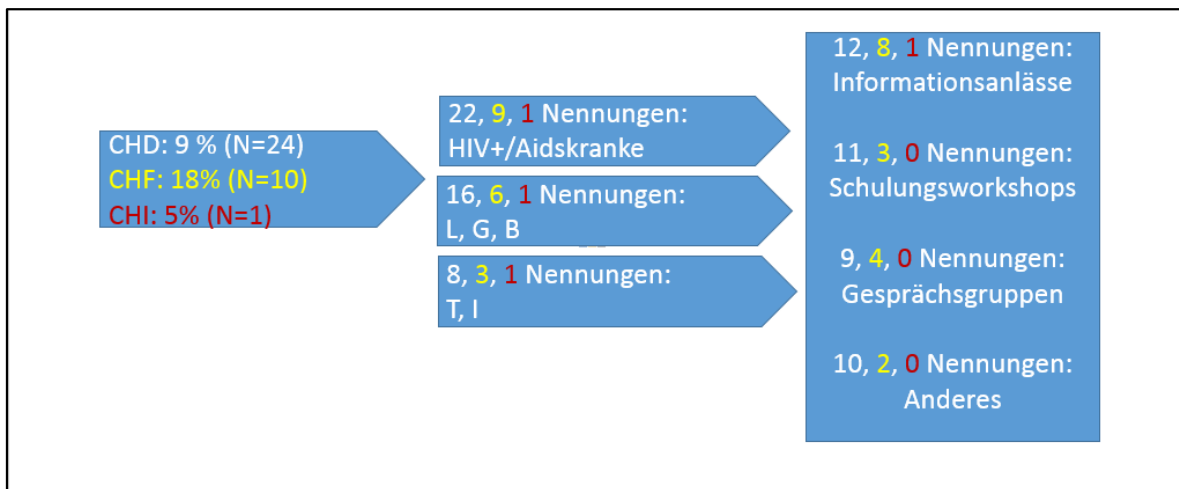 CHD: 9 % (N=24)
CHF: 18% (N=10)
CHI: 5% (N=1)
22, 9, 1 Nennungen:
HIV+/Aidskranke
16, 6, 1 Nennungen:
L, G, B
8, 3, 1 Nennungen:
T, I
12, 8, 1 Nennungen:
Informationsanlässe
11, 3, 0 Nennungen:
Schulungsworkshops
9, 4, 0 Nennungen:
Gesprächsgruppen
10, 2, 0 Nennungen:
Anderes